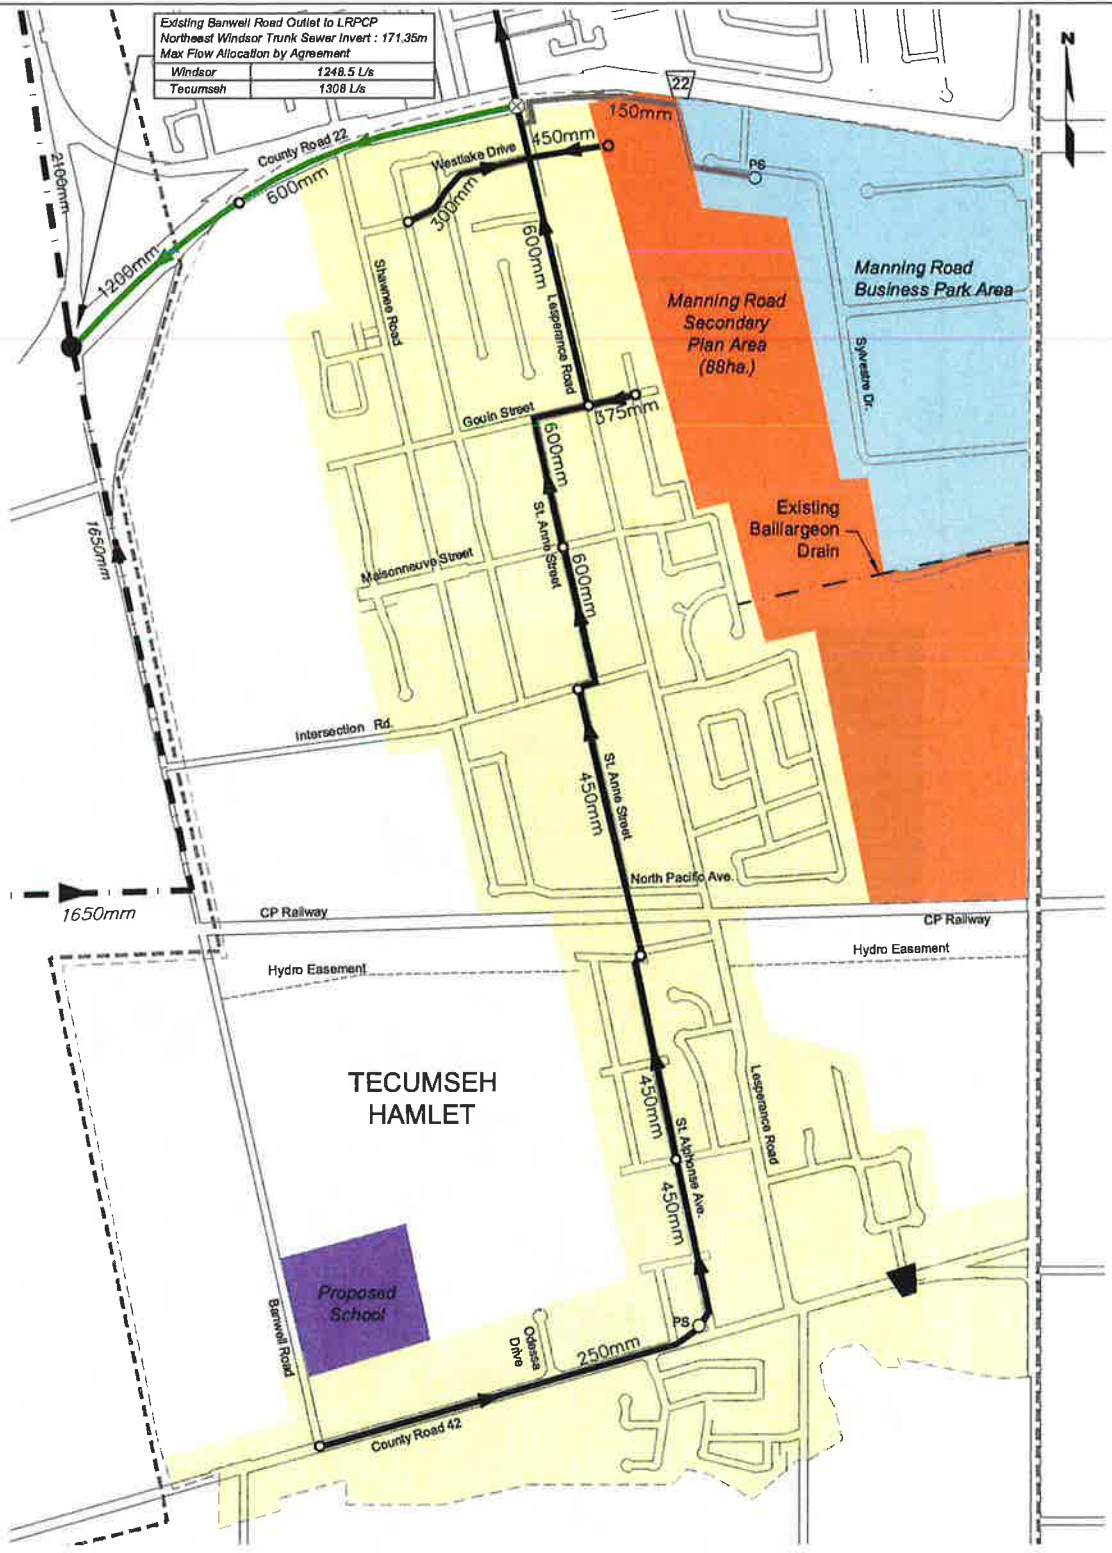 Existing Banwell Road Outlet to LRPCP
Northeast Windsor Trunk Sewer Invert : 171.35m
Max Flow Allocation by Agreement
Windsor 1248.5 L/s
Tecumseh 1308 L/s
N
22
150mm
450mm
County Road 22
Westlake Drive
PS
2100mm
600mm
300mm
600mm
1200mm
Shawnee Road
Lesperance Road
Manning Road
Business Park Area
Manning Road
Secondary
Plan Area
(88ha.)
Sylvestre Dr.
Gouin Street
375mm
600mm
Existing
Baillargeon
Drain
1650mm
St. Anne Street
Maisonneuve Street
600mm
Intersection Rd.
St. Anne Street
450mm
North Pacific Ave.
1650mm
CP Railway
CP Railway
Hydro Easement
Hydro Easement
TECUMSEH
HAMLET
450mm
Lesperance Road
St. Alphonse Ave.
450mm
Proposed
School
Banwell Road
PS
Odessa
Drive
250mm
County Road 42